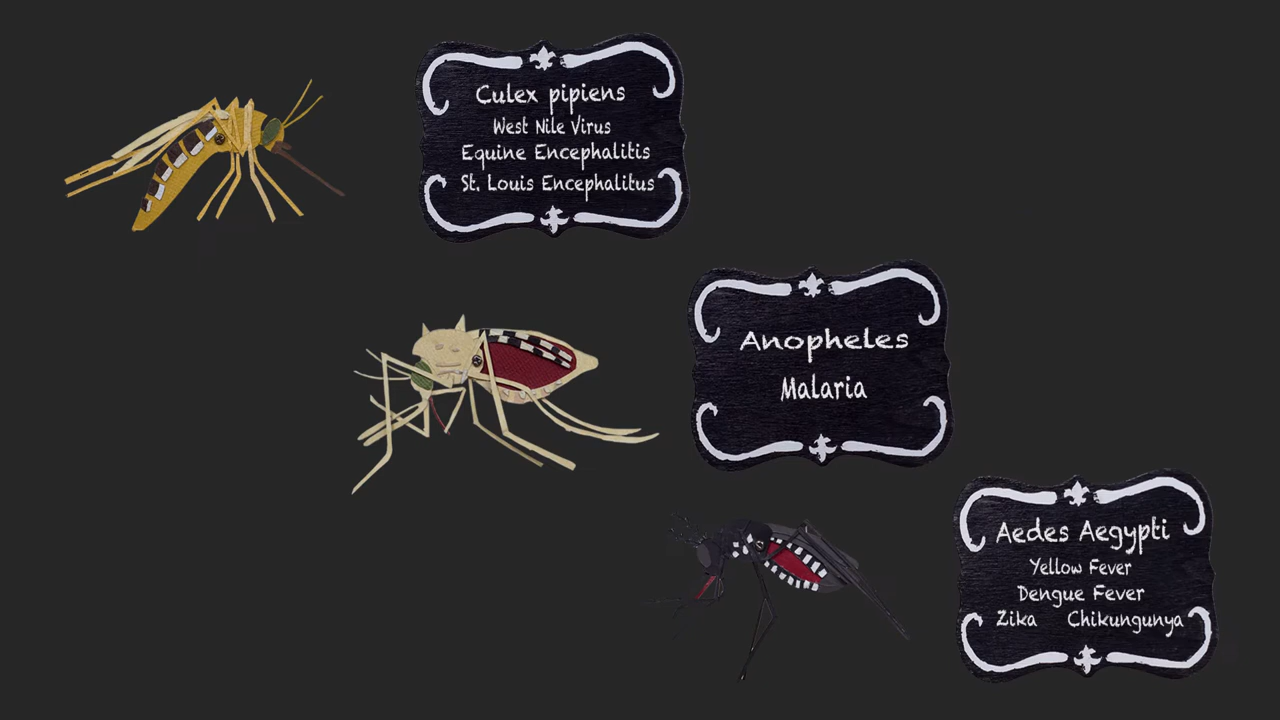 Culex pipiens
West Nile Virus
Equine Encephalitis
St. Louis Encephalitus
Anopheles
Malaria
Aedes Aegypti
Yellow Fever
Dengue Fever
Zika Chikungunya